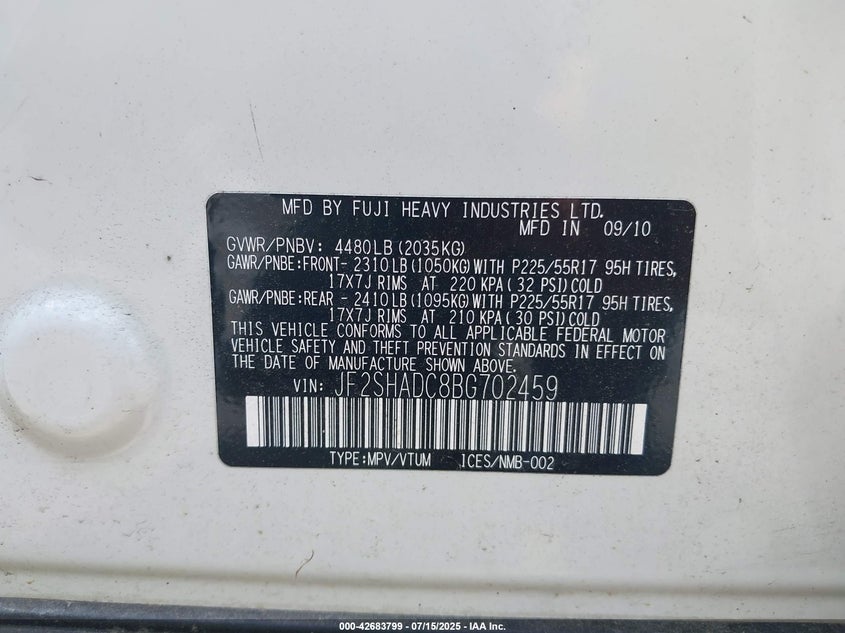 MFD BY FUJI HEAVY INDUSTRIES LTD.
MFD IN 09/10
GVWR/PNBV: 4480LB (2035KG)
GAWR/PNBE:FRONT- 2310LB (1050KG) WITH P225/55R17 95H TIRES,
17X7J RIMS AT 220 KPA ( 32 PSI) COLD
GAWR/PNBE:REAR - 2410LB (1095KG) WITH P225/55R17 95H TIRES,
17X7J RIMS AT 210 KPA ( 30 PSI) COLD
THIS VEHICLE CONFORMS TO ALL APPLICABLE FEDERAL MOTOR
VEHICLE SAFETY AND THEFT PREVENTION STANDARDS IN EFFECT ON
THE DATE OF MANUFACTURE SHOWN ABOVE.
VIN: JF2SHADC8BG702459
TYPE:MPV/VTUM ICES/NMB-002
000-42683799 - 07/15/2025 - IAA Inc.